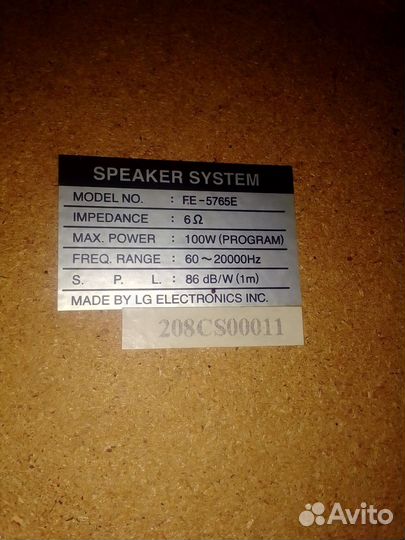 SPEAKER SYSTEM
MODEL NO. : FE-5765E
IMPEDANCE : 6Ω
MAX. POWER : 100W (PROGRAM)
FREQ. RANGE : 60~20000Hz
S. P. L. : 86 dB/W (1m)
MADE BY LG ELECTRONICS INC.
208CS00011
Avito